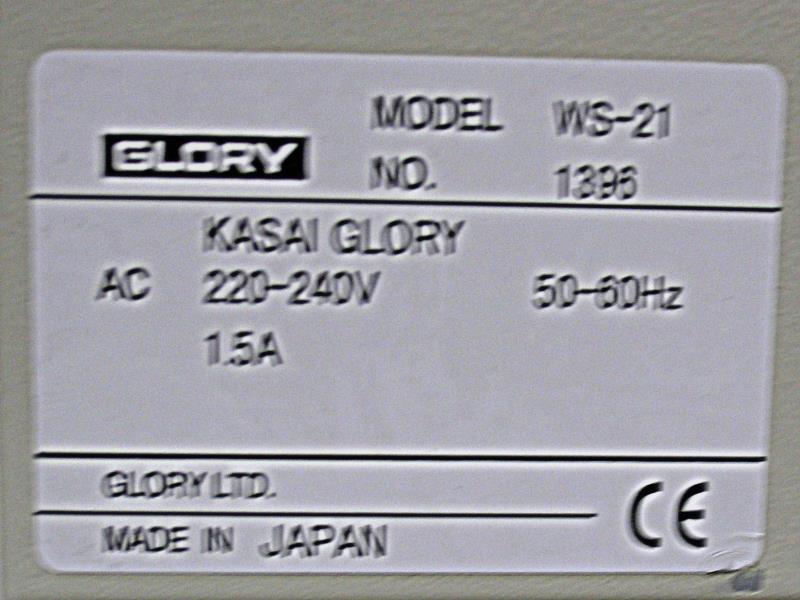 GLORY MODEL WS-21
NO. 1396
KASAI GLORY
AC 220-240V 50-60Hz
1.5A
GLORY LTD.
MADE IN JAPAN
CE